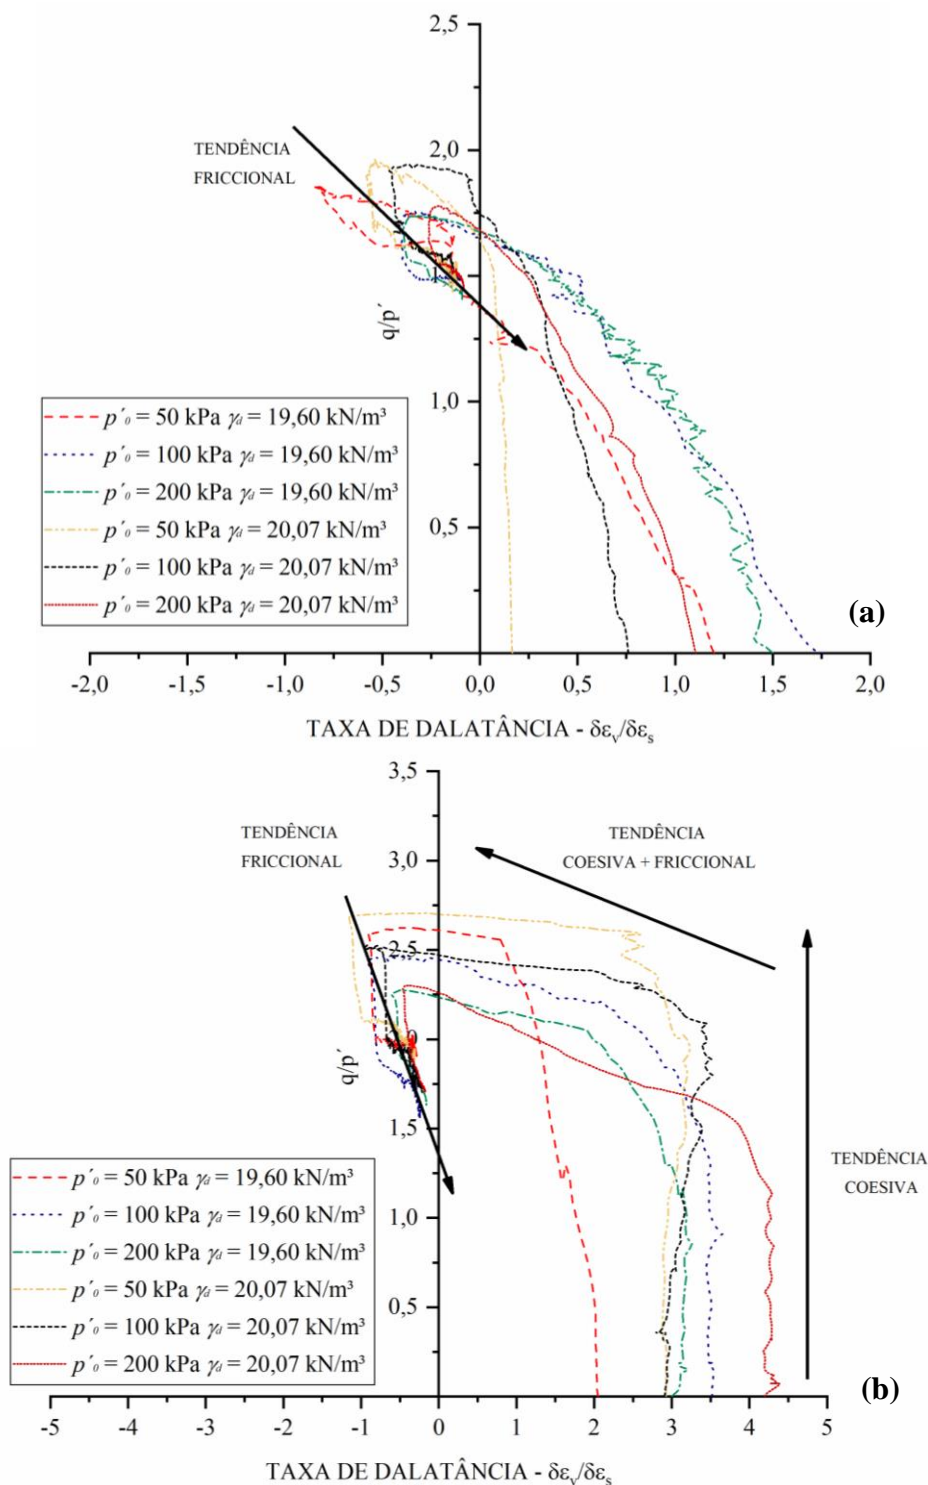 2,5
TENDÊNCIA
FRICCIONAL
2,0
q/p´
1,0
0,5
p´₀ = 50 kPa γd = 19,60 kN/m³
p´₀ = 100 kPa γd = 19,60 kN/m³
p´₀ = 200 kPa γd = 19,60 kN/m³
p´₀ = 50 kPa γd = 20,07 kN/m³
p´₀ = 100 kPa γd = 20,07 kN/m³
p´₀ = 200 kPa γd = 20,07 kN/m³
(a)
-2,0 -1,5 -1,0 -0,5 0,0 0,5 1,0 1,5 2,0
TAXA DE DALATÂNCIA - δεv/δεs
3,5
TENDÊNCIA
FRICCIONAL
TENDÊNCIA
COESIVA + FRICCIONAL
3,0
2,5
q/p´
1,5
TENDÊNCIA
COESIVA
1,0
0,5
p´₀ = 50 kPa γd = 19,60 kN/m³
p´₀ = 100 kPa γd = 19,60 kN/m³
p´₀ = 200 kPa γd = 19,60 kN/m³
p´₀ = 50 kPa γd = 20,07 kN/m³
p´₀ = 100 kPa γd = 20,07 kN/m³
p´₀ = 200 kPa γd = 20,07 kN/m³
(b)
-5 -4 -3 -2 -1 0 1 2 3 4 5
TAXA DE DALATÂNCIA - δεv/δεs